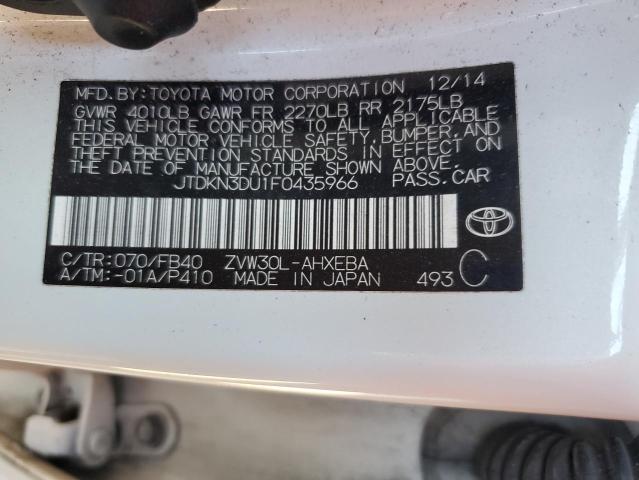 MFD. BY: TOYOTA MOTOR CORPORATION 12/14
GVWR 4010LB GAWR FR 2270LB RR 2175LB
THIS VEHICLE CONFORMS TO ALL APPLICABLE
FEDERAL MOTOR VEHICLE SAFETY, BUMPER, AND
THEFT PREVENTION STANDARDS IN EFFECT ON
THE DATE OF MANUFACTURE SHOWN ABOVE.
JTDKN3DU1F0435966 PASS.CAR
C/TR:070/FB40 ZVW30L-AHXEBA
A/TM:-01A/P410 MADE IN JAPAN 493 C